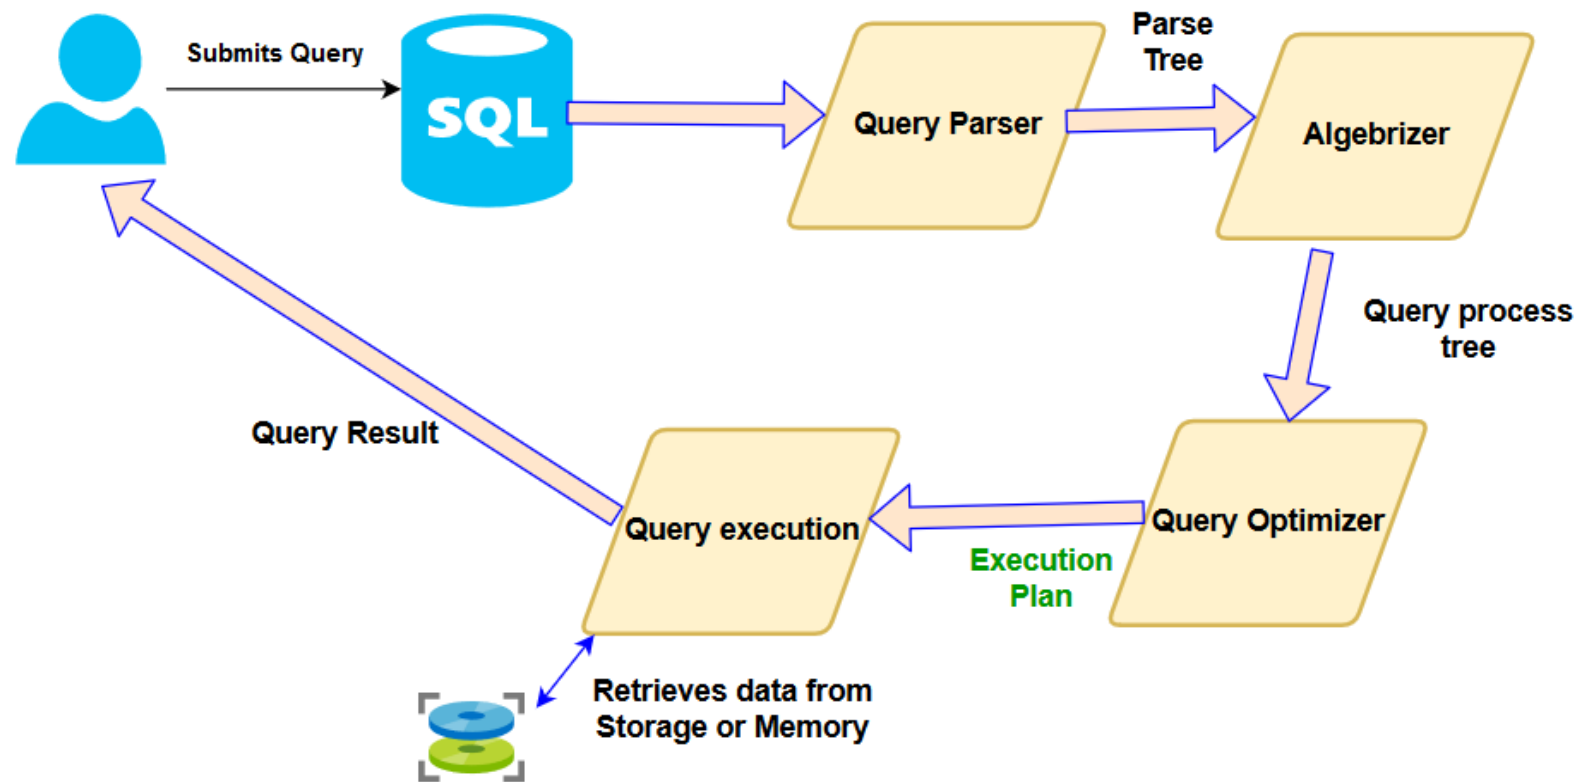 Submits Query
SQL
Query Parser
Parse
Tree
Algebrizer
Query process
tree
Query Optimizer
Execution
Plan
Query execution
Query Result
Retrieves data from
Storage or Memory